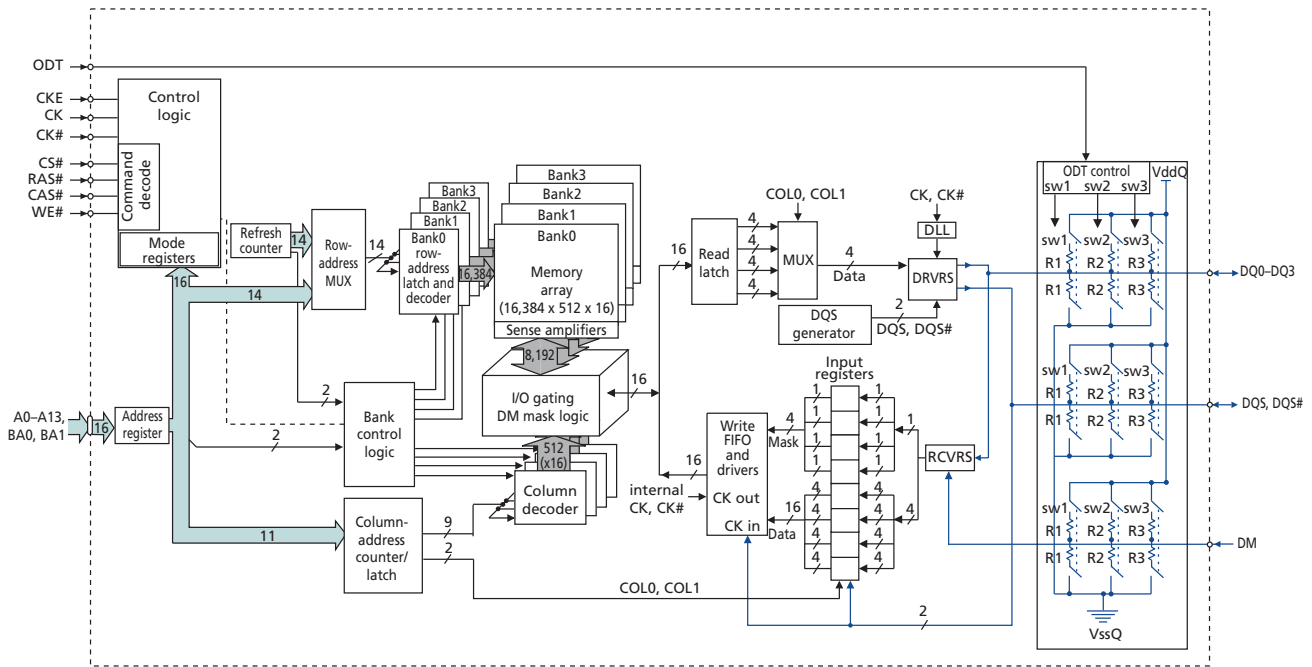 ODT
CKE
CK
CK#
CS#
RAS#
CAS#
WE#
Control
logic
Command
decode
Mode
registers
Refresh
counter
14
Row-
address
MUX
14
16
14
Bank3
Bank2
Bank1
Bank0
row-
address
latch and
decoder
16,384
Bank3
Bank2
Bank1
Bank0
Memory
array
(16,384 x 512 x 16)
Sense amplifiers
8,192
I/O gating
DM mask logic
16
16
Read
latch
4
4
4
4
COL0, COL1
MUX
4
Data
CK, CK#
DLL
DRVRS
DQS
generator
2
DQS, DQS#
ODT control
sw1 sw2 sw3
VddQ
sw1 sw2 sw3
R1 R2 R3
R1 R2 R3
DQ0–DQ3
sw1 sw2 sw3
R1 R2 R3
R1 R2 R3
DQS, DQS#
sw1 sw2 sw3
R1 R2 R3
R1 R2 R3
DM
VssQ
A0–A13,
BA0, BA1
16
Address
register
2
2
Bank
control
logic
512
(x16)
Column
decoder
11
Column-
address
counter/
latch
9
2
COL0, COL1
16
internal
CK, CK#
Write
FIFO
and
drivers
CK out
CK in
4
Mask
16
Data
Input
registers
1 1
1 1
1 1
1 1
4 4
4 4
4 4
4 4
1
4
RCVRS
2